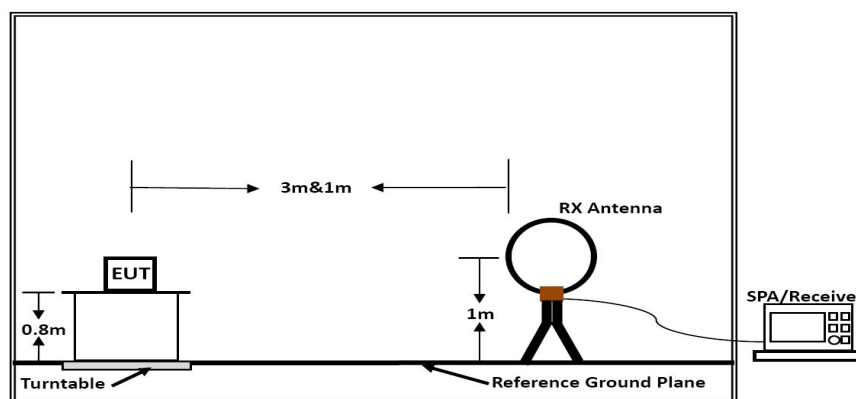 3m&1m
RX Antenna
EUT
SPA/Receive
0.8m
1m
Turntable
Reference Ground Plane